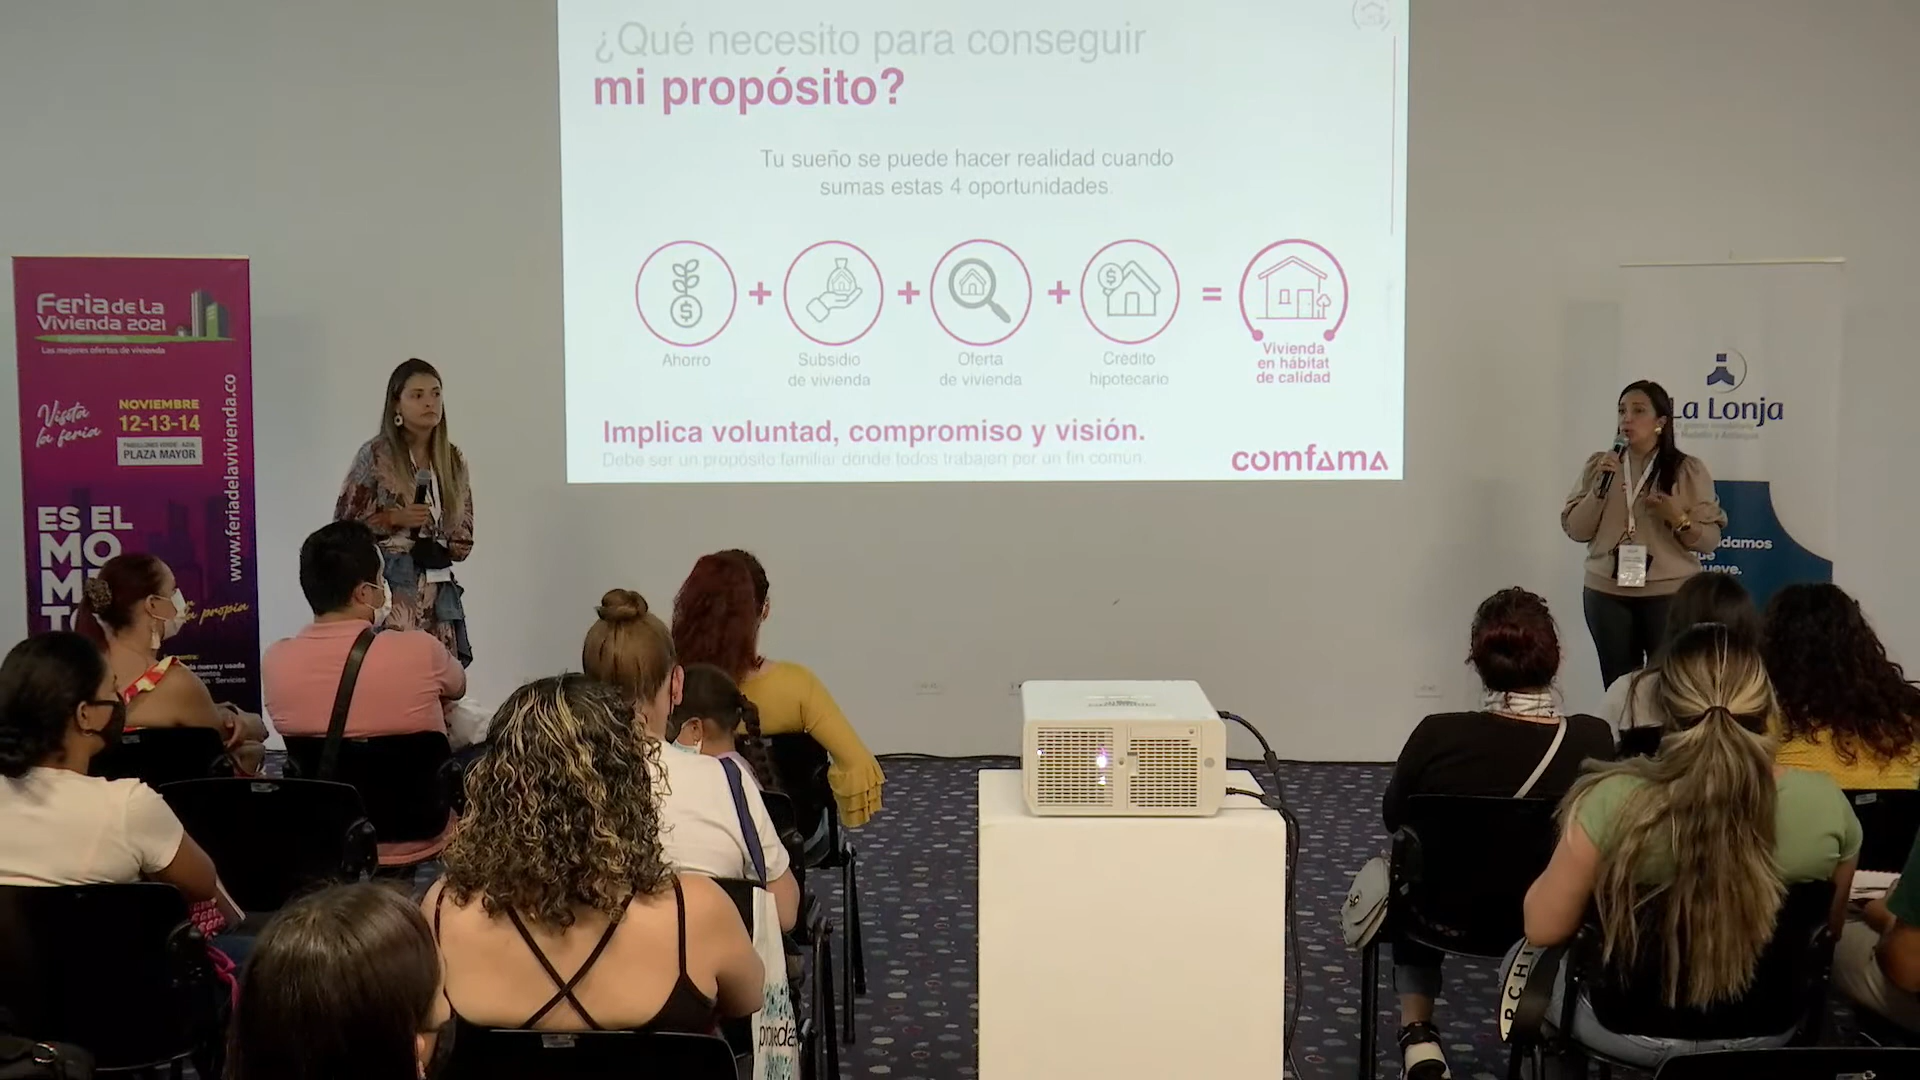 ¿Qué necesito para conseguir
mi propósito?
Tu sueño se puede hacer realidad cuando
sumas estas 4 oportunidades.
Ahorro
Subsidio
de vivienda
Oferta
de vivienda
Crédito
hipotecario
Vivienda
en hábitat
de calidad
Implica voluntad, compromiso y visión.
Debe ser un propósito familiar donde todos trabajen por un fin común.
comfama
Feria de La
Vivienda 2021
Las mejores ofertas de vivienda
Visita
la feria
NOVIEMBRE
12-13-14
PLAZA MAYOR
www.feriadelavivienda.co
ES EL
MO
propia
La Lonja